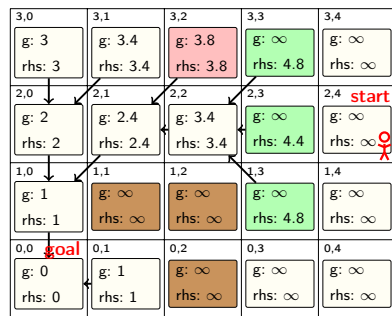 3,0 3,1 3,2 3,3 3,4
g: 3 g: 3.4 g: 3.8 g: ∞ g: ∞
rhs: 3 rhs: 3.4 rhs: 3.8 rhs: 4.8 rhs: ∞
2,0 2,1 2,2 2,3 2,4
start
g: 2 g: 2.4 g: 3.4 g: ∞ g: ∞
rhs: 2 rhs: 2.4 rhs: 3.4 rhs: 4.4 rhs: ∞
1,0 1,1 1,2 1,3 1,4
g: 1 g: ∞ g: ∞ g: ∞ g: ∞
rhs: 1 rhs: ∞ rhs: ∞ rhs: 4.8 rhs: ∞
0,0 goal 0,1 0,2 0,3 0,4
g: 0 g: 1 g: ∞ g: ∞ g: ∞
rhs: 0 rhs: 1 rhs: ∞ rhs: ∞ rhs: ∞